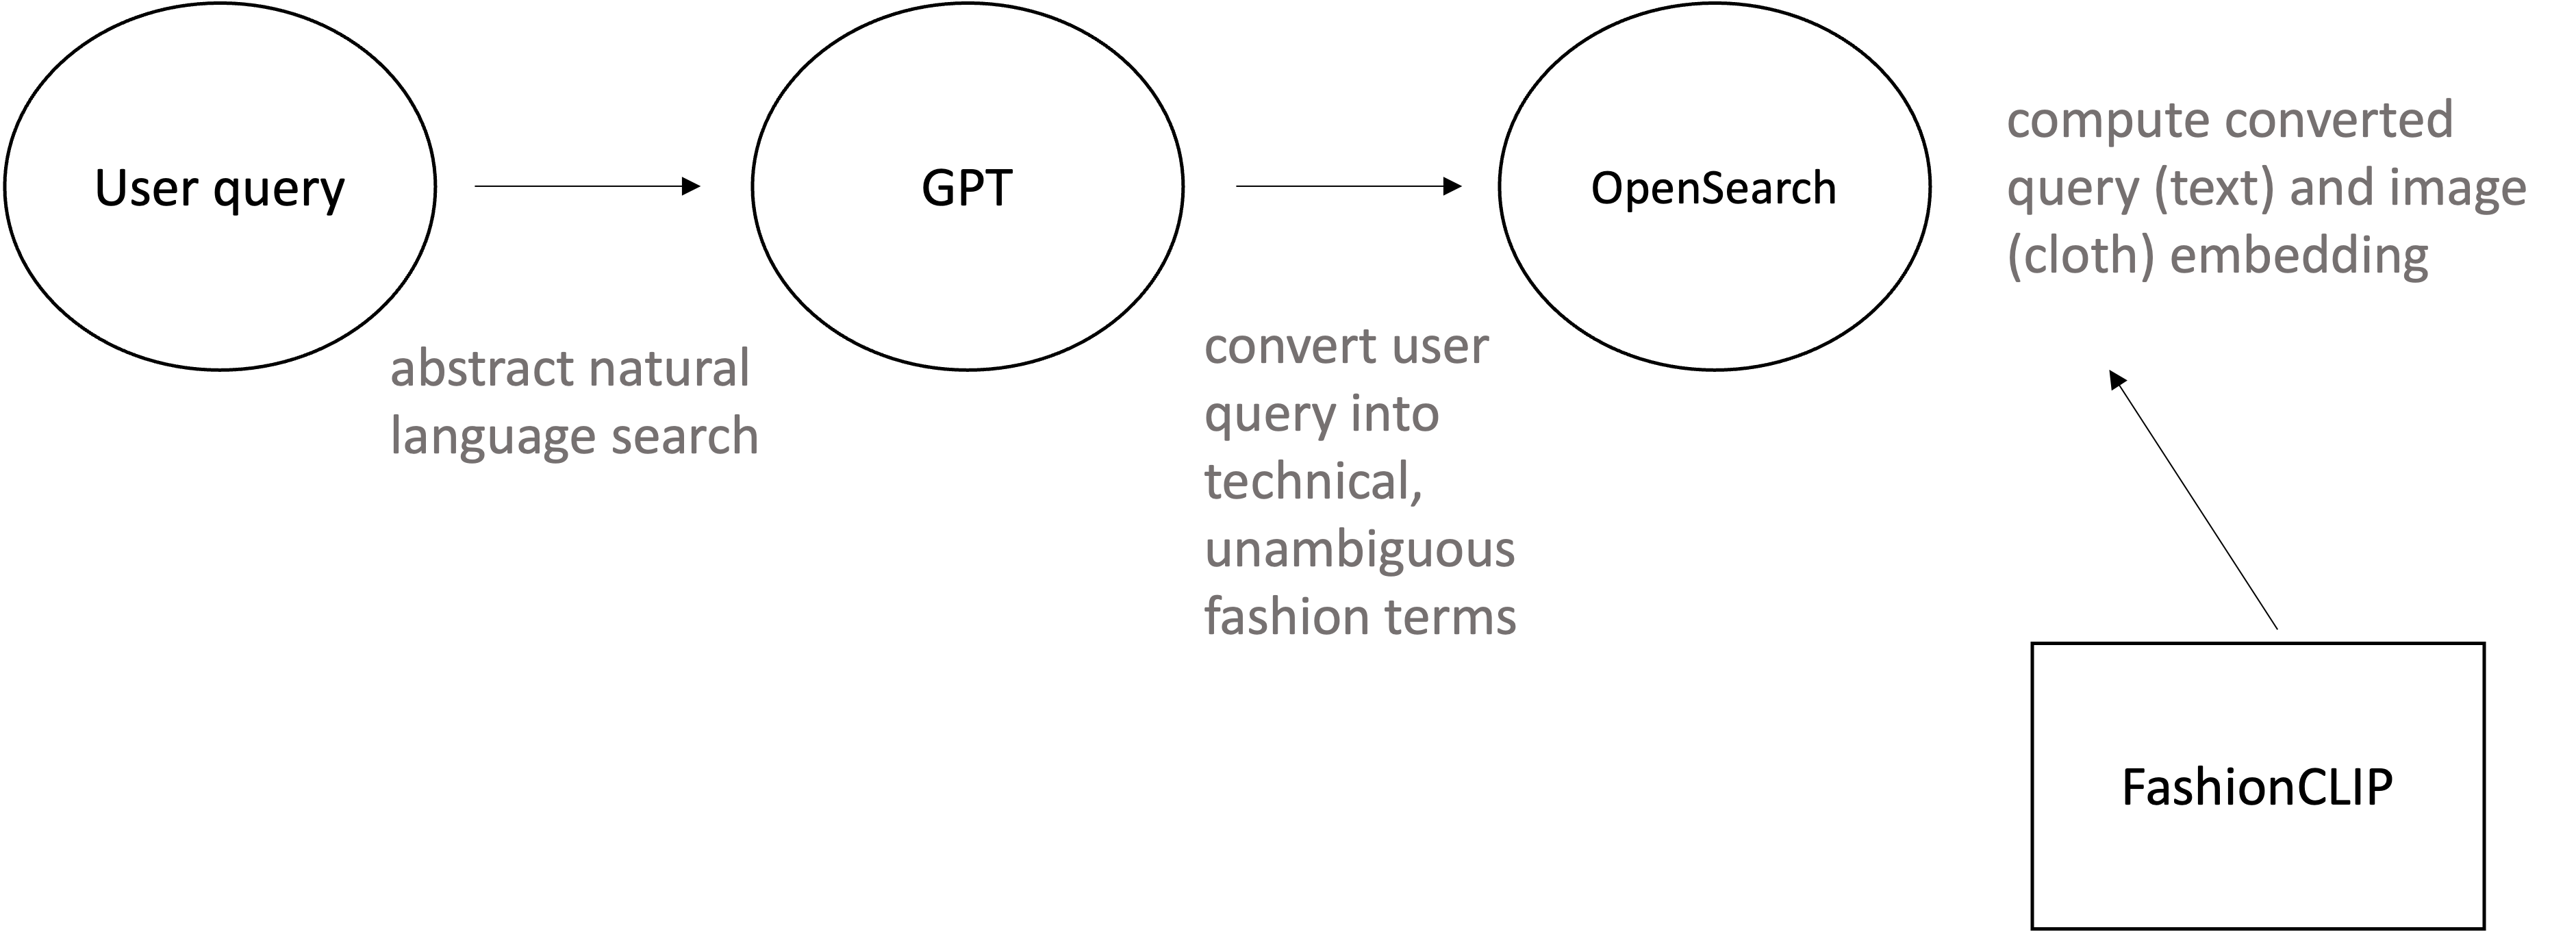 User query
abstract natural
language search
GPT
convert user
query into
technical,
unambiguous
fashion terms
OpenSearch
compute converted
query (text) and image
(cloth) embedding
FashionCLIP